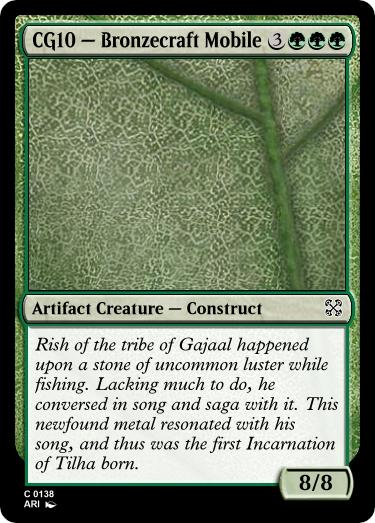 CG10 — Bronzecraft Mobile 3
Artifact Creature — Construct
Rish of the tribe of Gajaal happened
upon a stone of uncommon luster while
fishing. Lacking much to do, he
conversed in song and saga with it. This
newfound metal resonated with his
song, and thus was the first Incarnation
of Tilha born.
8/8
C 0138
ARI